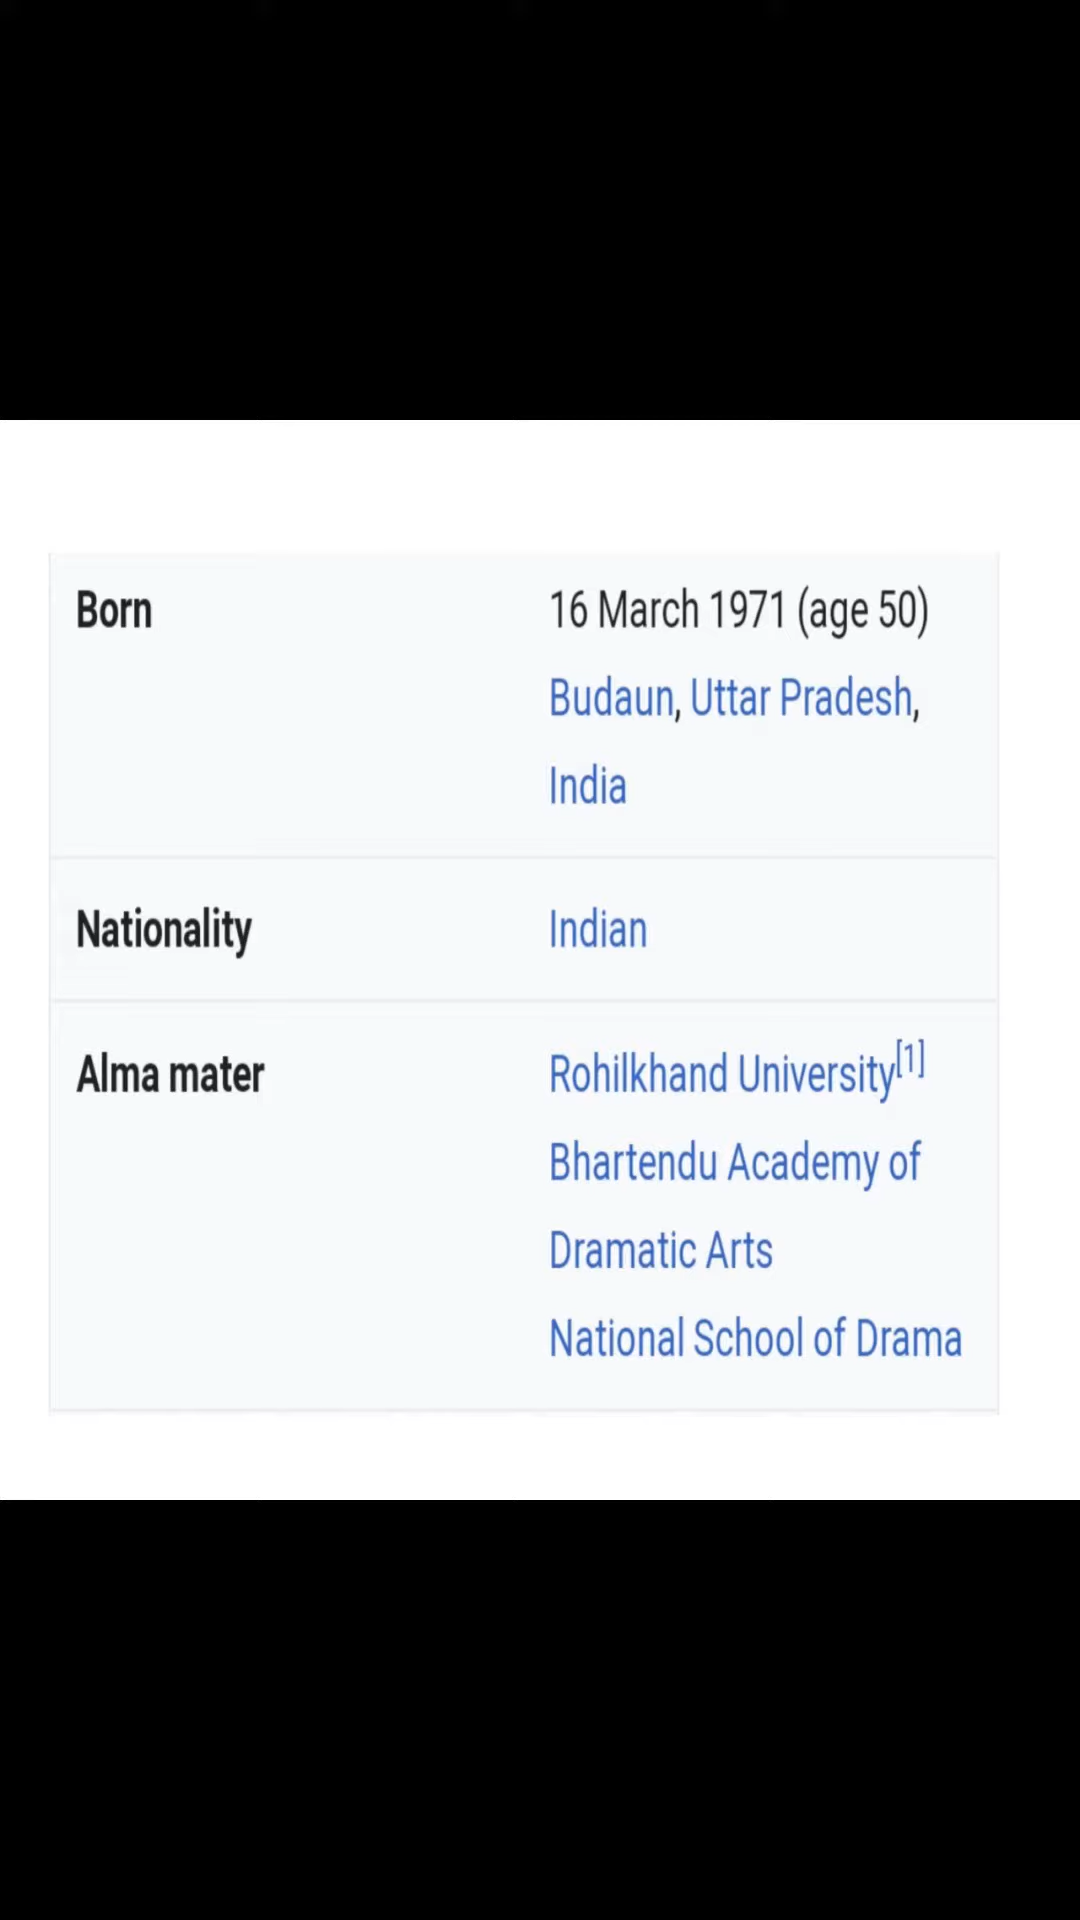 Born 16 March 1971 (age 50)
Budaun, Uttar Pradesh,
India
Nationality Indian
Alma mater Rohilkhand University[1]
Bhartendu Academy of
Dramatic Arts
National School of Drama